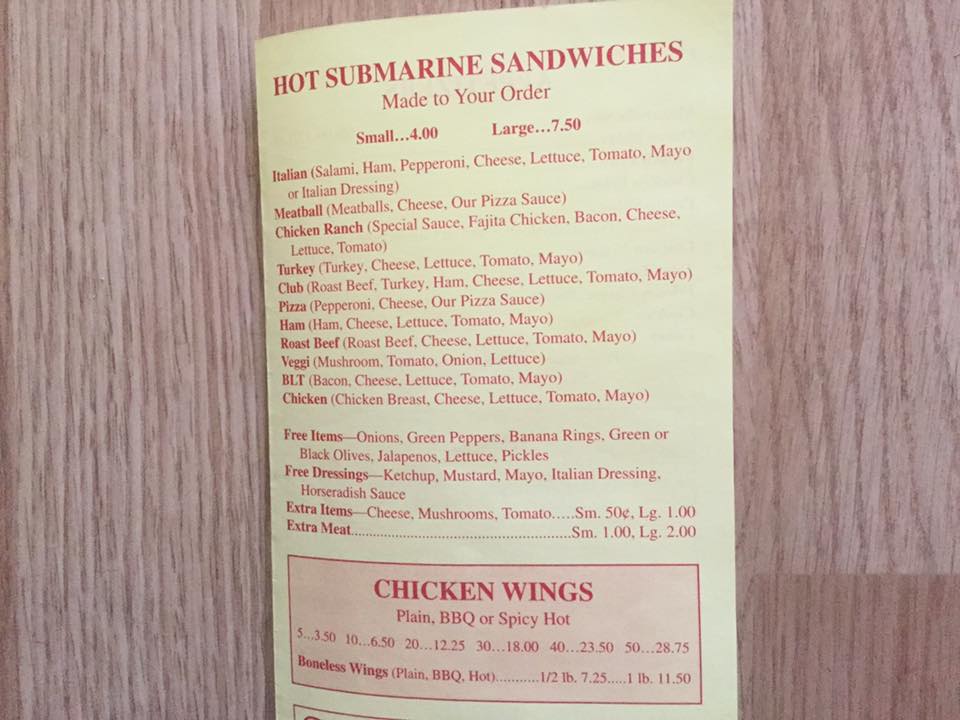 HOT SUBMARINE SANDWICHES
Made to Your Order
Small...4.00 Large...7.50
Italian (Salami, Ham, Pepperoni, Cheese, Lettuce, Tomato, Mayo
or Italian Dressing)
Meatball (Meatballs, Cheese, Our Pizza Sauce)
Chicken Ranch (Special Sauce, Fajita Chicken, Bacon, Cheese,
Lettuce, Tomato)
Turkey (Turkey, Cheese, Lettuce, Tomato, Mayo)
Club (Roast Beef, Turkey, Ham, Cheese, Lettuce, Tomato, Mayo)
Pizza (Pepperoni, Cheese, Our Pizza Sauce)
Ham (Ham, Cheese, Lettuce, Tomato, Mayo)
Roast Beef (Roast Beef, Cheese, Lettuce, Tomato, Mayo)
Veggi (Mushroom, Tomato, Onion, Lettuce)
BLT (Bacon, Cheese, Lettuce, Tomato, Mayo)
Chicken (Chicken Breast, Cheese, Lettuce, Tomato, Mayo)
Free Items—Onions, Green Peppers, Banana Rings, Green or
Black Olives, Jalapenos, Lettuce, Pickles
Free Dressings—Ketchup, Mustard, Mayo, Italian Dressing,
Horseradish Sauce
Extra Items—Cheese, Mushrooms, Tomato.....Sm. 50¢, Lg. 1.00
Extra Meat................................................Sm. 1.00, Lg. 2.00
CHICKEN WINGS
Plain, BBQ or Spicy Hot
5...3.50 10...6.50 20...12.25 30...18.00 40...23.50 50...28.75
Boneless Wings (Plain, BBQ, Hot)..........1/2 lb. 7.25.....1 lb. 11.50